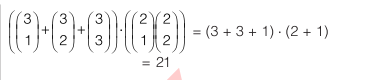 ((3 1)+(3 2)+(3 3))·((2 1)(2 2)) = (3 + 3 + 1) · (2 + 1)
= 21